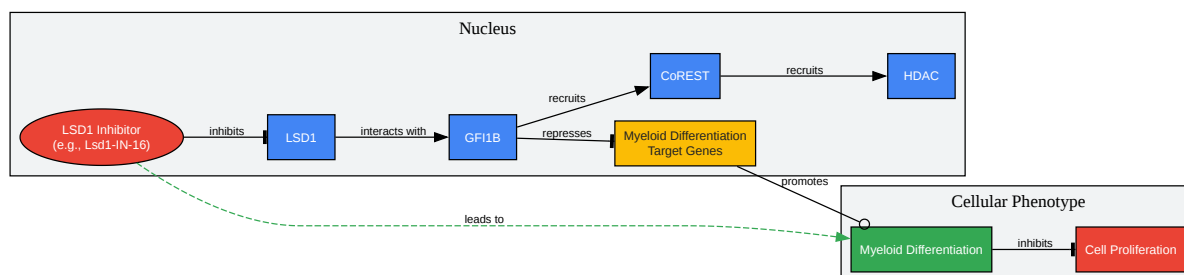 Nucleus
CoREST
recruits
HDAC
recruits
LSD1 Inhibitor
(e.g., Lsd1-IN-16)
inhibits
LSD1
interacts with
GFI1B
represses
Myeloid Differentiation
Target Genes
promotes
Cellular Phenotype
leads to
Myeloid Differentiation
inhibits
Cell Proliferation